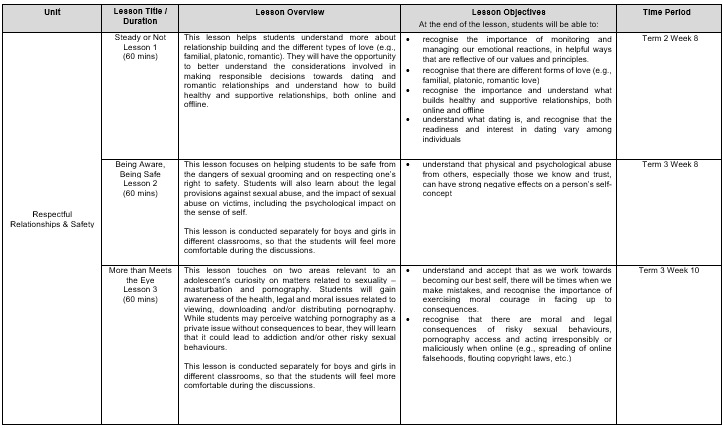 Unit
Lesson Title /
Duration
Lesson Overview
Lesson Objectives
At the end of the lesson, students will be able to:
Time Period
Respectful
Relationships & Safety
Steady or Not
Lesson 1
(60 mins)
This lesson helps students understand more about
relationship building and the different types of love (e.g.,
familial, platonic, romantic). They will have the opportunity
to better understand the considerations involved in
making responsible decisions towards dating and
romantic relationships and understand how to build
healthy and supportive relationships, both online and
offline.
• recognise the importance of monitoring and
managing our emotional reactions, in helpful ways
that are reflective of our values and principles.
• recognise that there are different forms of love (e.g.,
familial, platonic, romantic love)
• recognise the importance and understand what
builds healthy and supportive relationships, both
online and offline
• understand what dating is, and recognise that the
readiness and interest in dating vary among
individuals
Term 2 Week 8
Being Aware,
Being Safe
Lesson 2
(60 mins)
This lesson focuses on helping students to be safe from
the dangers of sexual grooming and on respecting one's
right to safety. Students will also learn about the legal
provisions against sexual abuse, and the impact of sexual
abuse on victims, including the psychological impact on
the sense of self.
This lesson is conducted separately for boys and girls in
different classrooms, so that the students will feel more
comfortable during the discussions.
• understand that physical and psychological abuse
from others, especially those we know and trust,
can have strong negative effects on a person's self-
concept
Term 3 Week 8
More than Meets
the Eye
Lesson 3
(60 mins)
This lesson touches on two areas relevant to an
adolescent's curiosity on matters related to sexuality –
masturbation and pornography. Students will gain
awareness of the health, legal and moral issues related to
viewing, downloading and/or distributing pornography.
While students may perceive watching pornography as a
private issue without consequences to bear, they will learn
that it could lead to addiction and/or other risky sexual
behaviours.
This lesson is conducted separately for boys and girls in
different classrooms, so that the students will feel more
comfortable during the discussions.
• understand and accept that as we work towards
becoming our best self, there will be times when we
make mistakes, and recognise the importance of
exercising moral courage in facing up to
consequences.
• recognise that there are moral and legal
consequences of risky sexual behaviours,
pornography access and acting irresponsibly or
maliciously when online (e.g., spreading of online
falsehoods, flouting copyright laws, etc.)
Term 3 Week 10